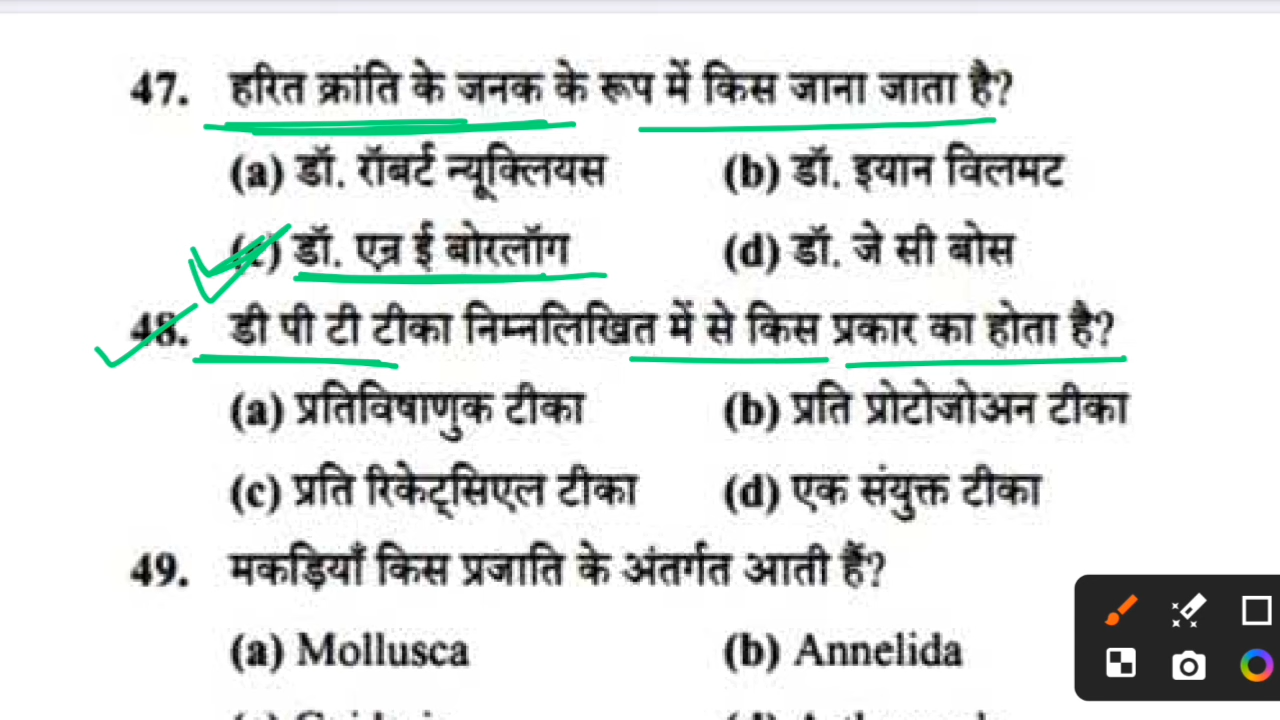 47. हरित क्रांति के जनक के रूप में किस जाना जाता है?
(a) डॉ. रॉबर्ट न्यूक्लियस (b) डॉ. इयान विलमट
(c) डॉ. एन्र ई बोरलॉग (d) डॉ. जे सी बोस
48. डी पी टी टीका निम्नलिखित में से किस प्रकार का होता है?
(a) प्रतिविषाणुक टीका (b) प्रति प्रोटोजोअन टीका
(c) प्रति रिकेट्सिएल टीका (d) एक संयुक्त टीका
49. मकड़ियाँ किस प्रजाति के अंतर्गत आती हैं?
(a) Mollusca (b) Annelida